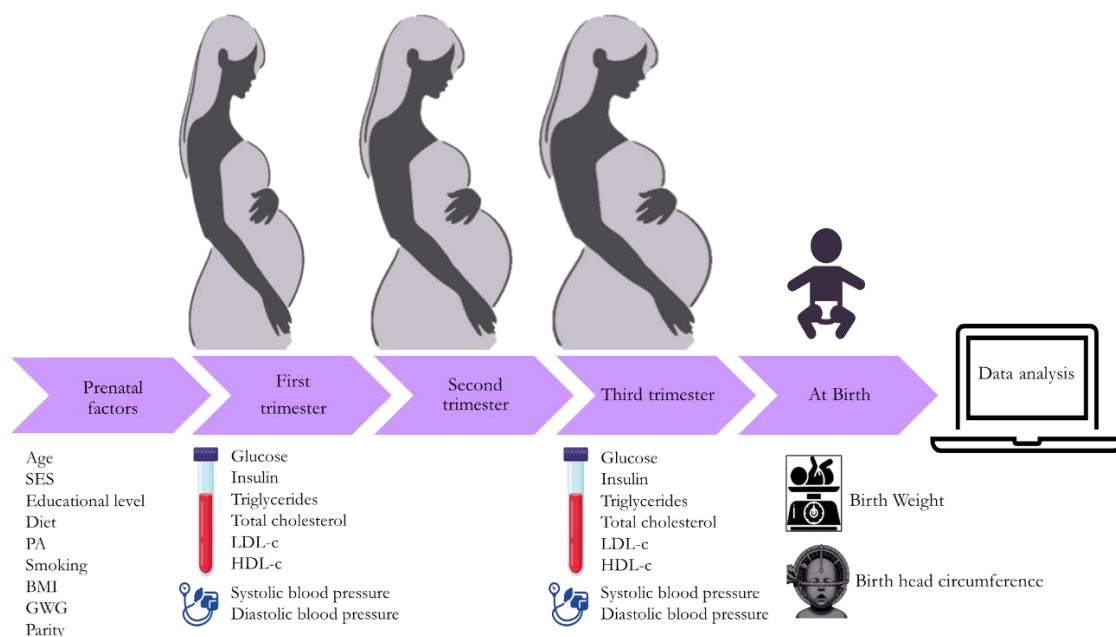 Prenatal
factors
First
trimester
Second
trimester
Third trimester
At Birth
Data analysis
Age
SES
Educational level
Diet
PA
Smoking
BMI
GWG
Parity
Glucose
Insulin
Triglycerides
Total cholesterol
LDL-c
HDL-c
Systolic blood pressure
Diastolic blood pressure
Glucose
Insulin
Triglycerides
Total cholesterol
LDL-c
HDL-c
Systolic blood pressure
Diastolic blood pressure
Birth Weight
Birth head circumference